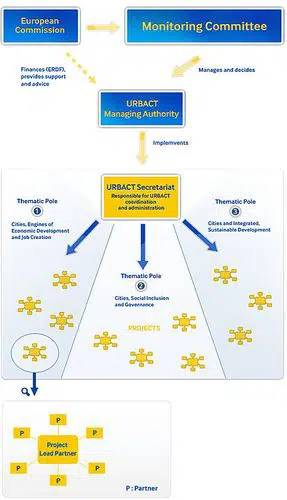 European
Commission
Monitoring Committee
Finances (ERDF),
provides support
and advice
Manages and decides
URBACT
Managing Authority
Implements
URBACT Secretariat
Responsible for URBACT
coordination
and administration
Thematic Pole
1
Cities, Engines of
Economic Development
and Job Creation
Thematic Pole
3
Cities and Integrated,
Sustainable Development
Thematic Pole
2
Cities, Social Inclusion
and Governance
PROJECTS
P
P
P
Project
Lead Partner
P
P
P
P : Partner